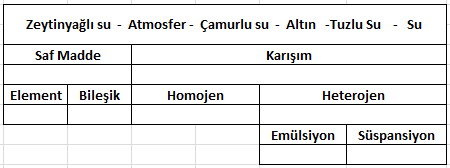 Zeytinyağlı su - Atmosfer - Çamurlu su - Altın -Tuzlu Su - Su
Saf Madde Karışım
Element Bileşik Homojen Heterojen
Emülsiyon Süspansiyon